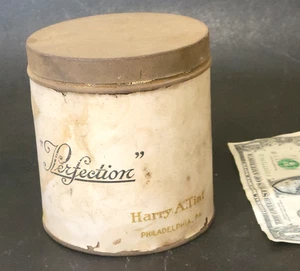 "Perfection"
Harry A.
PHILADELPHIA, PA.